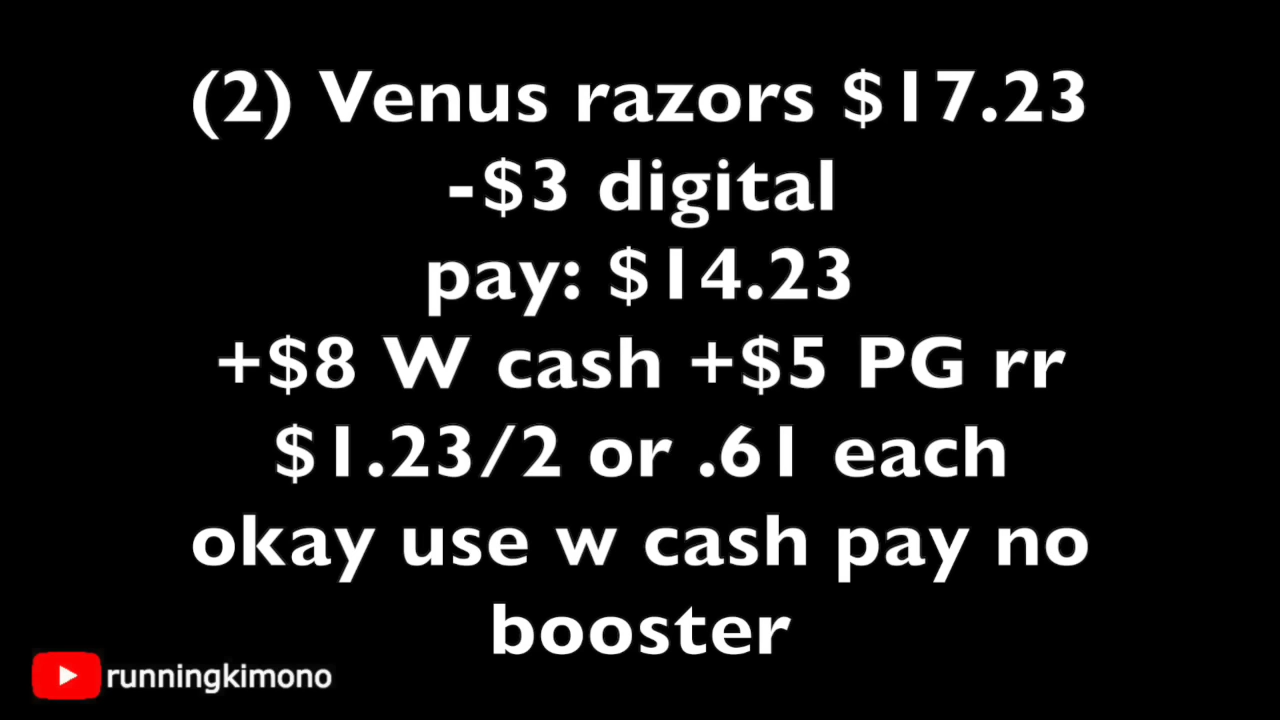 (2) Venus razors $17.23
-$3 digital
pay: $14.23
+$8 W cash +$5 PG rr
$1.23/2 or .61 each
okay use w cash pay no
booster
runningkimono